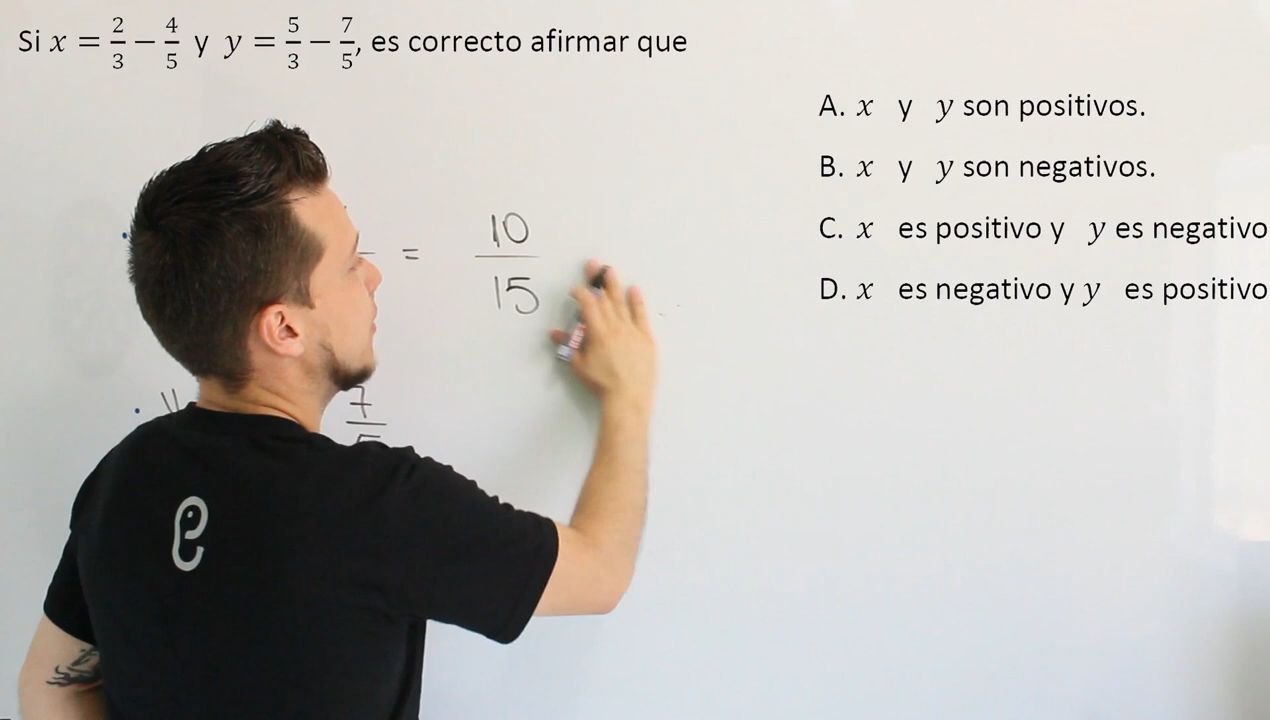 Si x = 2/3 − 4/5 y y = 5/3 − 7/5, es correcto afirmar que
A. x y y son positivos.
B. x y y son negativos.
C. x es positivo y y es negativo
D. x es negativo y y es positivo
= 10/15
7/5